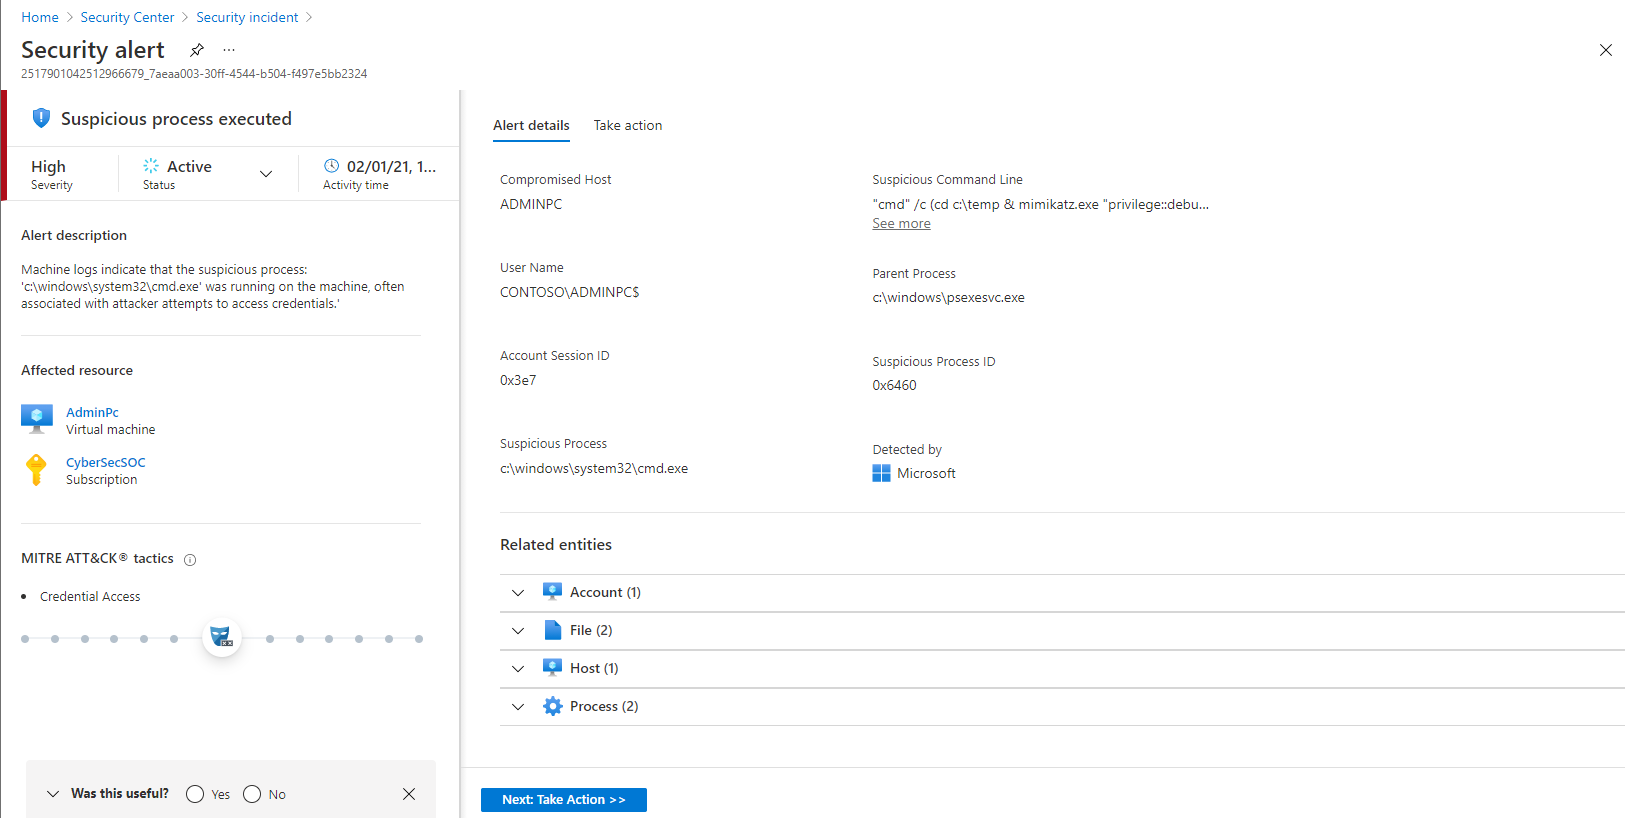 Home > Security Center > Security incident >
Security alert ...
2517901042512966679_7aeaa003-30ff-4544-b504-f497e5bb2324
Suspicious process executed
High
Severity
Active
Status
02/01/21, 1...
Activity time
Alert description
Machine logs indicate that the suspicious process:
'c:\windows\system32\cmd.exe' was running on the machine, often
associated with attacker attempts to access credentials.'
Affected resource
AdminPc
Virtual machine
CyberSecSOC
Subscription
MITRE ATT&CK® tactics
• Credential Access
Was this useful? Yes No
Alert details Take action
Compromised Host
ADMINPC
User Name
CONTOSO\ADMINPC$
Account Session ID
0x3e7
Suspicious Process
c:\windows\system32\cmd.exe
Suspicious Command Line
"cmd" /c (cd c:\temp & mimikatz.exe "privilege::debu...
See more
Parent Process
c:\windows\psexesvc.exe
Suspicious Process ID
0x6460
Detected by
Microsoft
Related entities
Account (1)
File (2)
Host (1)
Process (2)
Next: Take Action >>